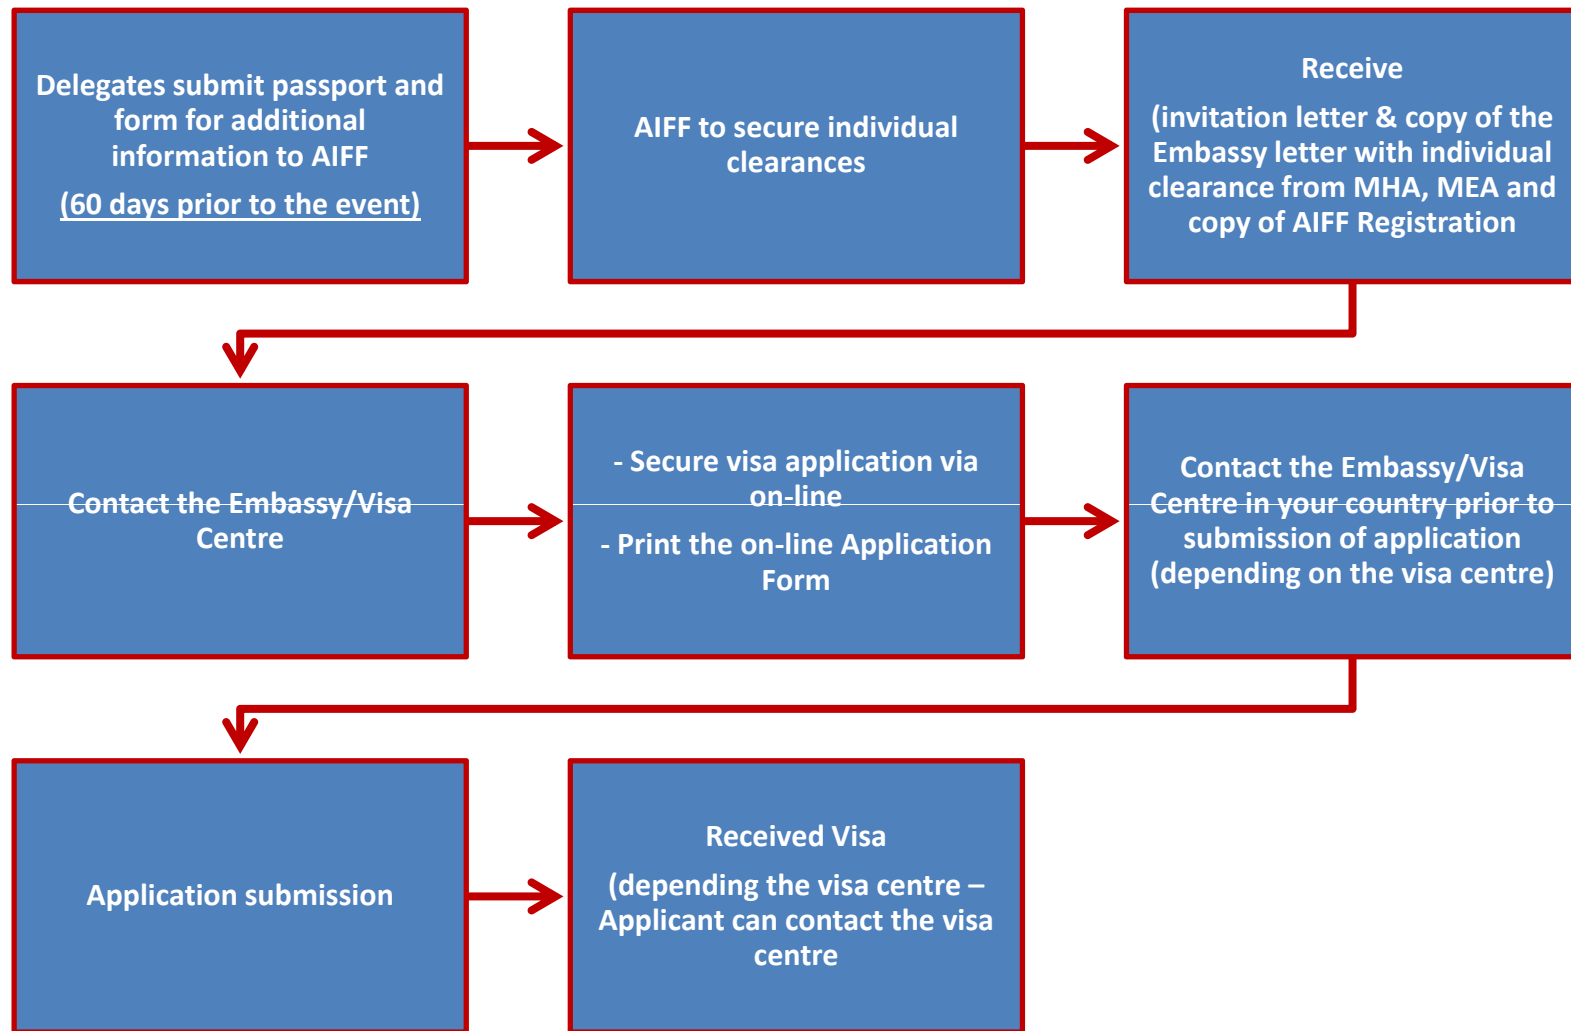 Delegates submit passport and
form for additional
information to AIFF
(60 days prior to the event)
AIFF to secure individual
clearances
Receive
(invitation letter & copy of the
Embassy letter with individual
clearance from MHA, MEA and
copy of AIFF Registration
Contact the Embassy/Visa
Centre
- Secure visa application via
on-line
- Print the on-line Application
Form
Contact the Embassy/Visa
Centre in your country prior to
submission of application
(depending on the visa centre)
Application submission
Received Visa
(depending the visa centre –
Applicant can contact the visa
centre